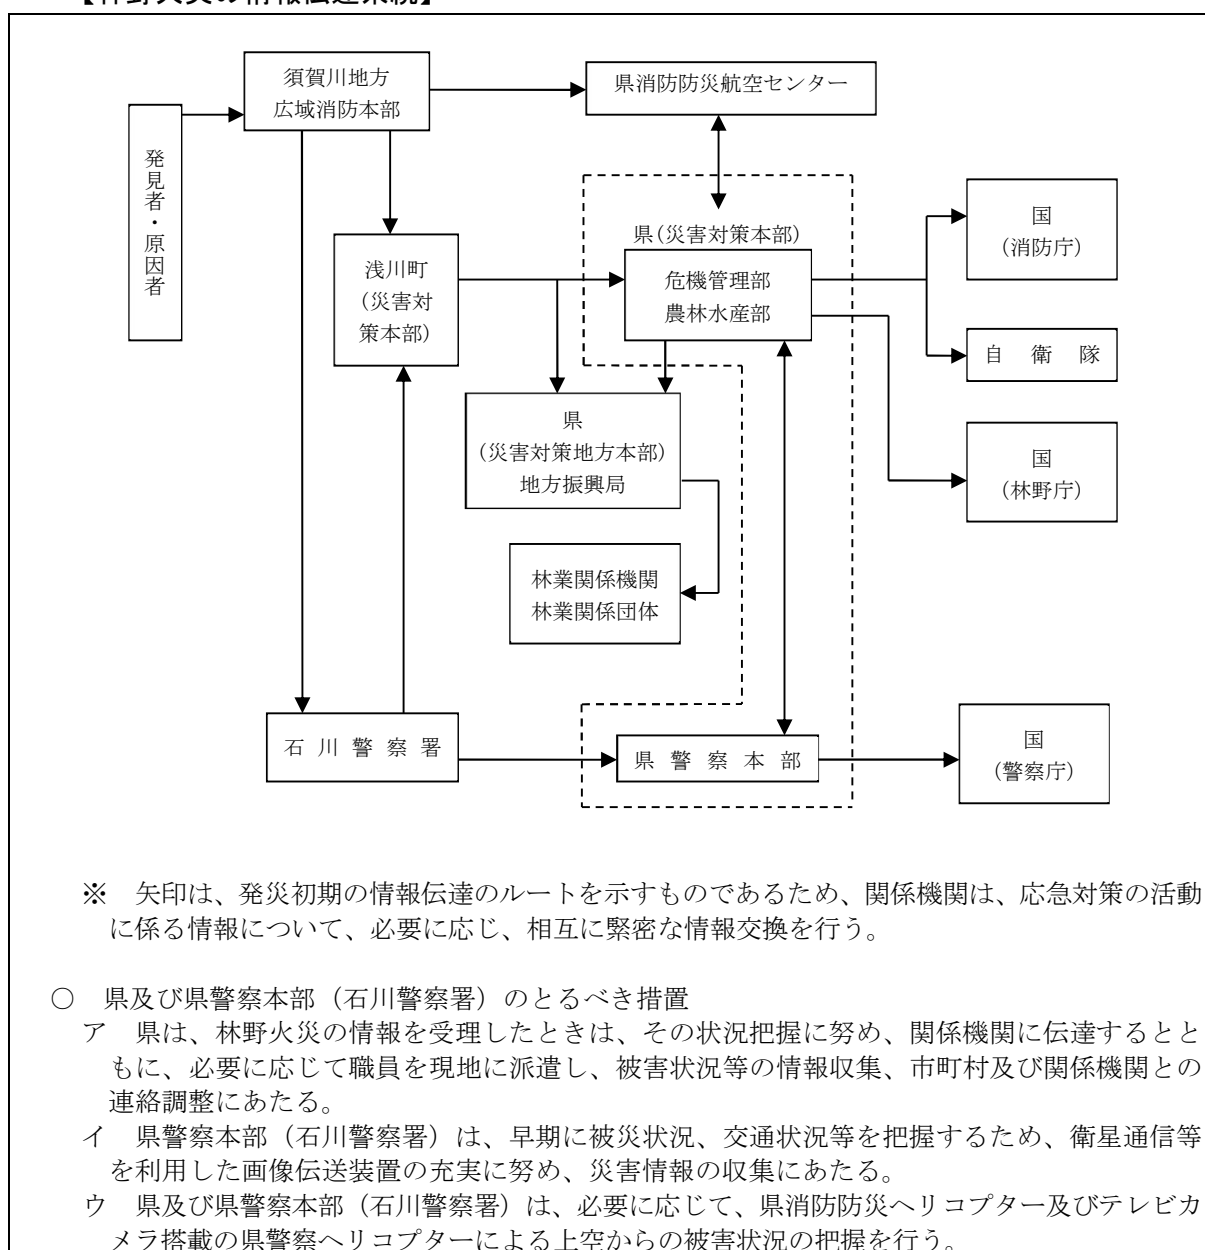 【林野火災の情報伝達系統】
須賀川地方
広域消防本部
県消防防災航空センター
発見者・原因者
浅川町
（災害対
策本部）
県（災害対策本部）
危機管理部
農林水産部
国
（消防庁）
自　衛　隊
国
（林野庁）
県
（災害対策地方本部）
地方振興局
林業関係機関
林業関係団体
石 川 警 察 署
県 警 察 本 部
国
（警察庁）
※　矢印は、発災初期の情報伝達のルートを示すものであるため、関係機関は、応急対策の活動
に係る情報について、必要に応じ、相互に緊密な情報交換を行う。
○　県及び県警察本部（石川警察署）のとるべき措置
ア　県は、林野火災の情報を受理したときは、その状況把握に努め、関係機関に伝達するとと
もに、必要に応じて職員を現地に派遣し、被害状況等の情報収集、市町村及び関係機関との
連絡調整にあたる。
イ　県警察本部（石川警察署）は、早期に被災状況、交通状況等を把握するため、衛星通信等
を利用した画像伝送装置の充実に努め、災害情報の収集にあたる。
ウ　県及び県警察本部（石川警察署）は、必要に応じて、県消防防災ヘリコプター及びテレビカ
メラ搭載の県警察ヘリコプターによる上空からの被害状況の把握を行う。